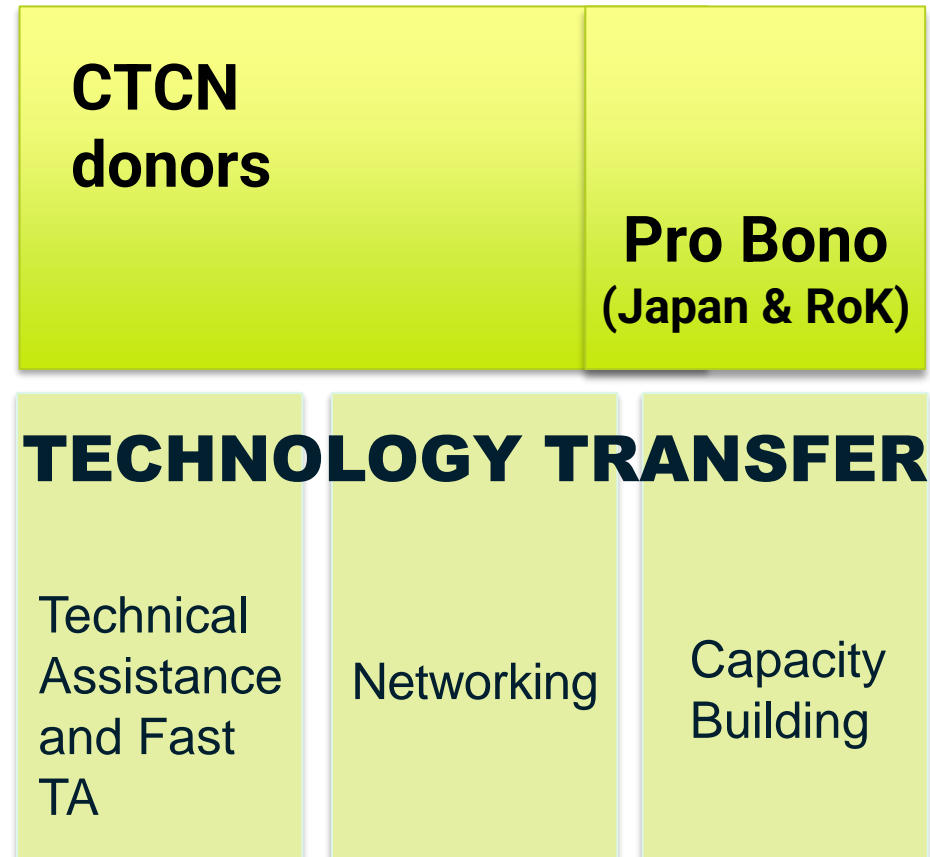 CTCN
donors
Pro Bono
(Japan & RoK)
TECHNOLOGY TRANSFER
Technical
Assistance
and Fast
TA
Networking
Capacity
Building